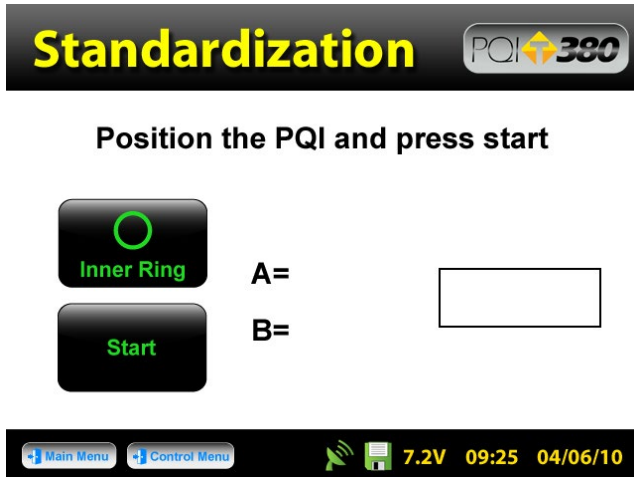 Standardization
PQI 380
Position the PQI and press start
Inner Ring
A=
Start
B=
Main Menu
Control Menu
7.2V
09:25
04/06/10